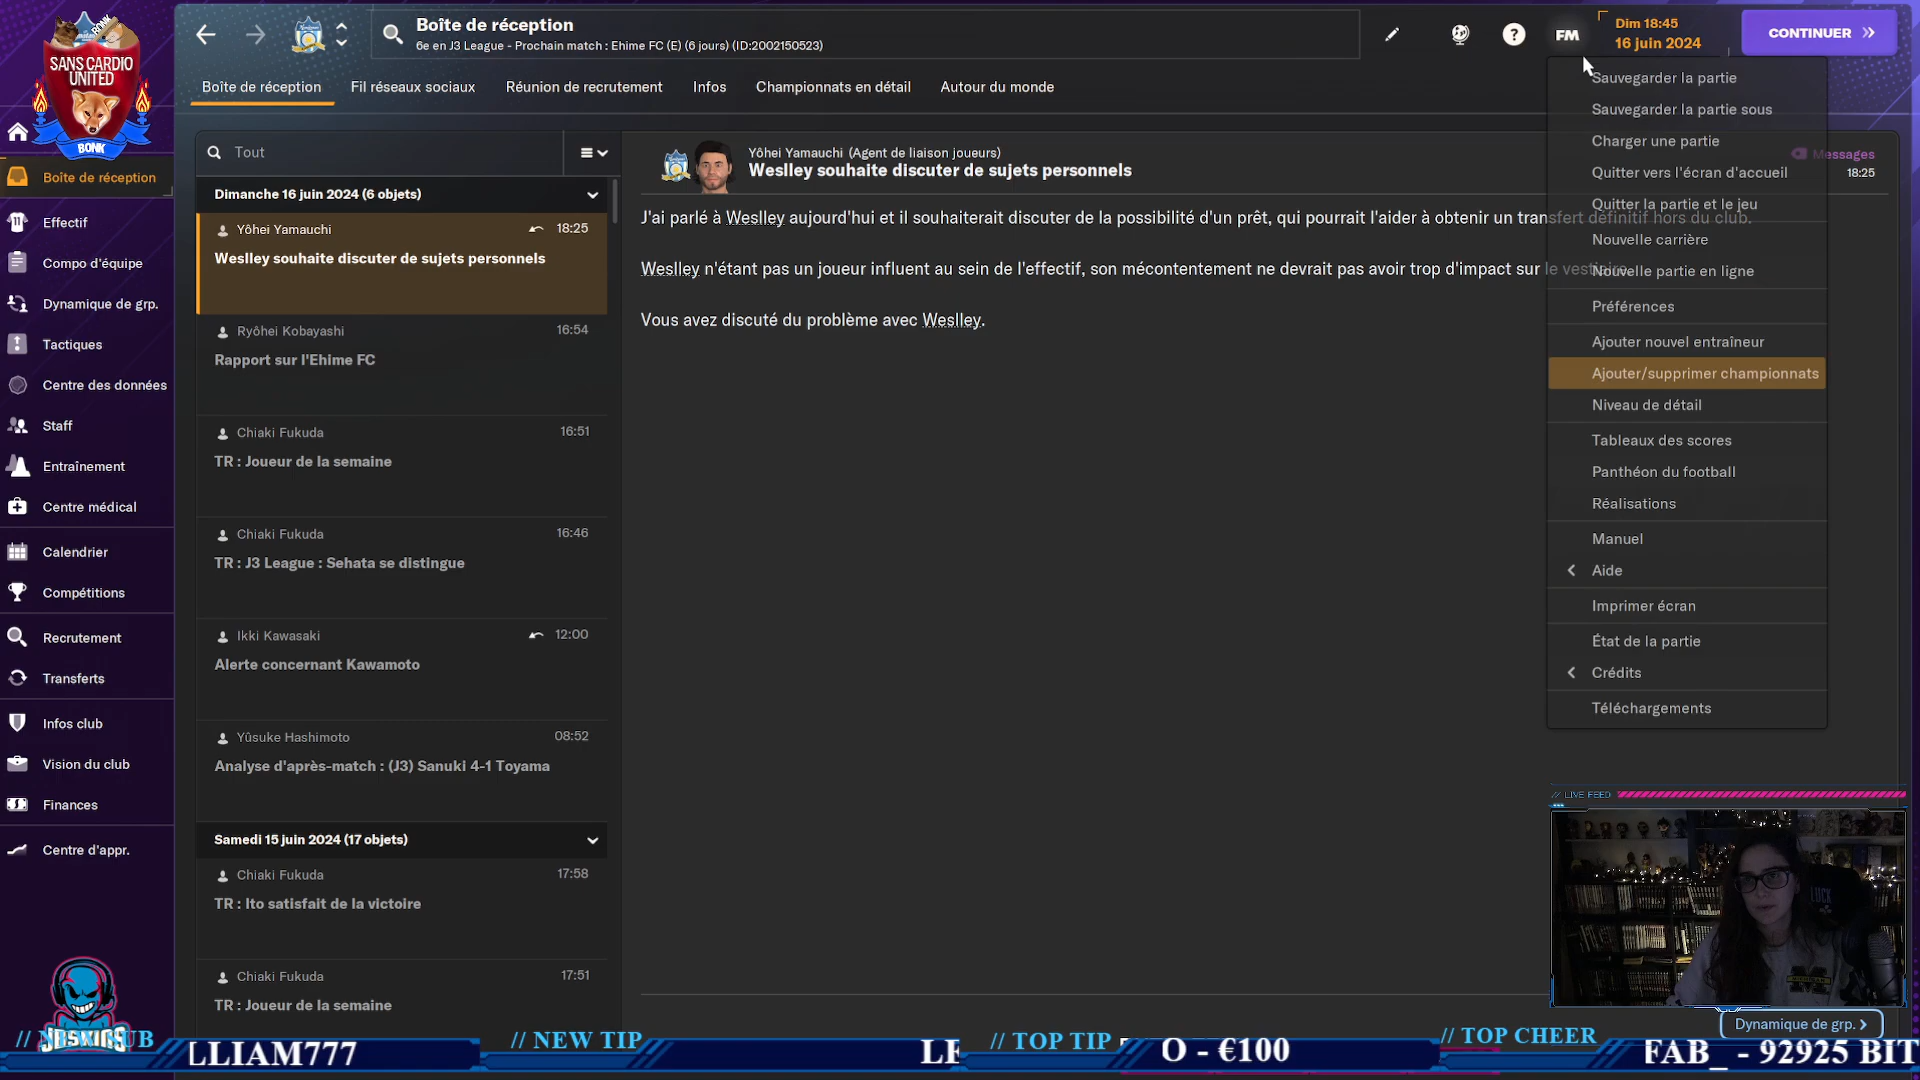 BONK
SANS CARDIO
UNITED
BONK
Boîte de réception
6e en J3 League - Prochain match : Ehime FC (E) (6 jours) (ID:2002150523)
FM
Dim 18:45
16 juin 2024
CONTINUER
Boîte de réception
Fil réseaux sociaux
Réunion de recrutement
Infos
Championnats en détail
Autour du monde
Boîte de réception
Effectif
Compo d'équipe
Dynamique de grp.
Tactiques
Centre des données
Staff
Entraînement
Centre médical
Calendrier
Compétitions
Recrutement
Transferts
Infos club
Vision du club
Finances
Centre d'appr.
Tout
Dimanche 16 juin 2024 (6 objets)
Yôhei Yamauchi 18:25
Weslley souhaite discuter de sujets personnels
Ryôhei Kobayashi 16:54
Rapport sur l'Ehime FC
Chiaki Fukuda 16:51
TR : Joueur de la semaine
Chiaki Fukuda 16:46
TR : J3 League : Sehata se distingue
Ikki Kawasaki 12:00
Alerte concernant Kawamoto
Yûsuke Hashimoto 08:52
Analyse d'après-match : (J3) Sanuki 4-1 Toyama
Samedi 15 juin 2024 (17 objets)
Chiaki Fukuda 17:58
TR : Ito satisfait de la victoire
Chiaki Fukuda 17:51
TR : Joueur de la semaine
Yôhei Yamauchi (Agent de liaison joueurs)
Weslley souhaite discuter de sujets personnels
Messages
18:25
J'ai parlé à Weslley aujourd'hui et il souhaiterait discuter de la possibilité d'un prêt, qui pourrait l'aider à obtenir un transfert définitif hors du club.
Weslley n'étant pas un joueur influent au sein de l'effectif, son mécontentement ne devrait pas avoir trop d'impact sur le vestiaire.
Vous avez discuté du problème avec Weslley.
Sauvegarder la partie
Sauvegarder la partie sous
Charger une partie
Quitter vers l'écran d'accueil
Quitter la partie et le jeu
Nouvelle carrière
Nouvelle partie en ligne
Préférences
Ajouter nouvel entraîneur
Ajouter/supprimer championnats
Niveau de détail
Tableaux des scores
Panthéon du football
Réalisations
Manuel
Aide
Imprimer écran
État de la partie
Crédits
Téléchargements
// LIVE FEED
Dynamique de grp.
// NEW SUB
// NEW TIP
// TOP TIP
// TOP CHEER
LLIAM777
LE
O - €100
FAB_ - 92925 BIT